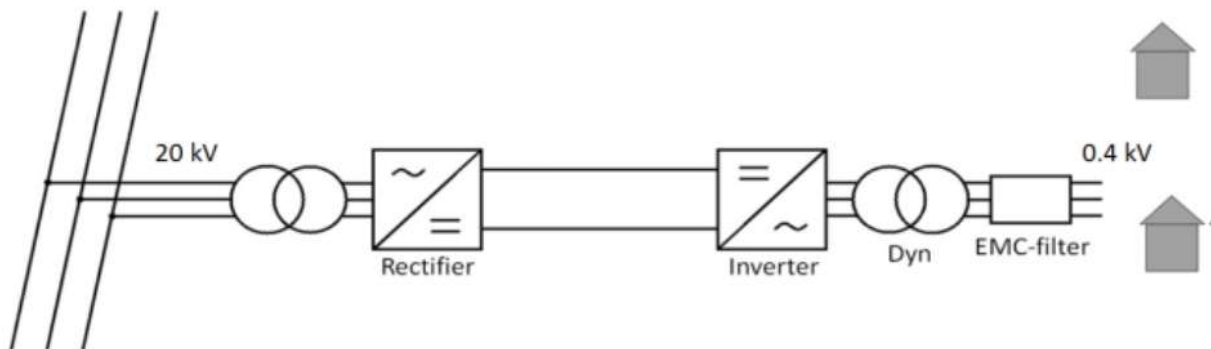 20 kV
0.4 kV
Rectifier
Inverter
Dyn
EMC-filter